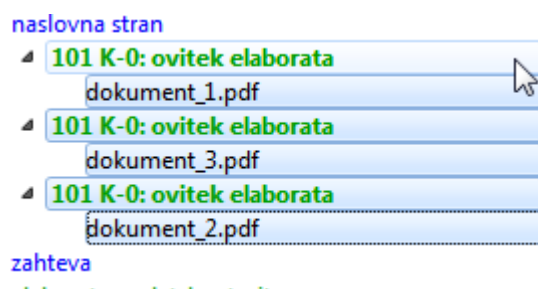 naslovna stran
101 K-0: ovitek elaborata
dokument_1.pdf
101 K-0: ovitek elaborata
dokument_3.pdf
101 K-0: ovitek elaborata
dokument_2.pdf
zahteva